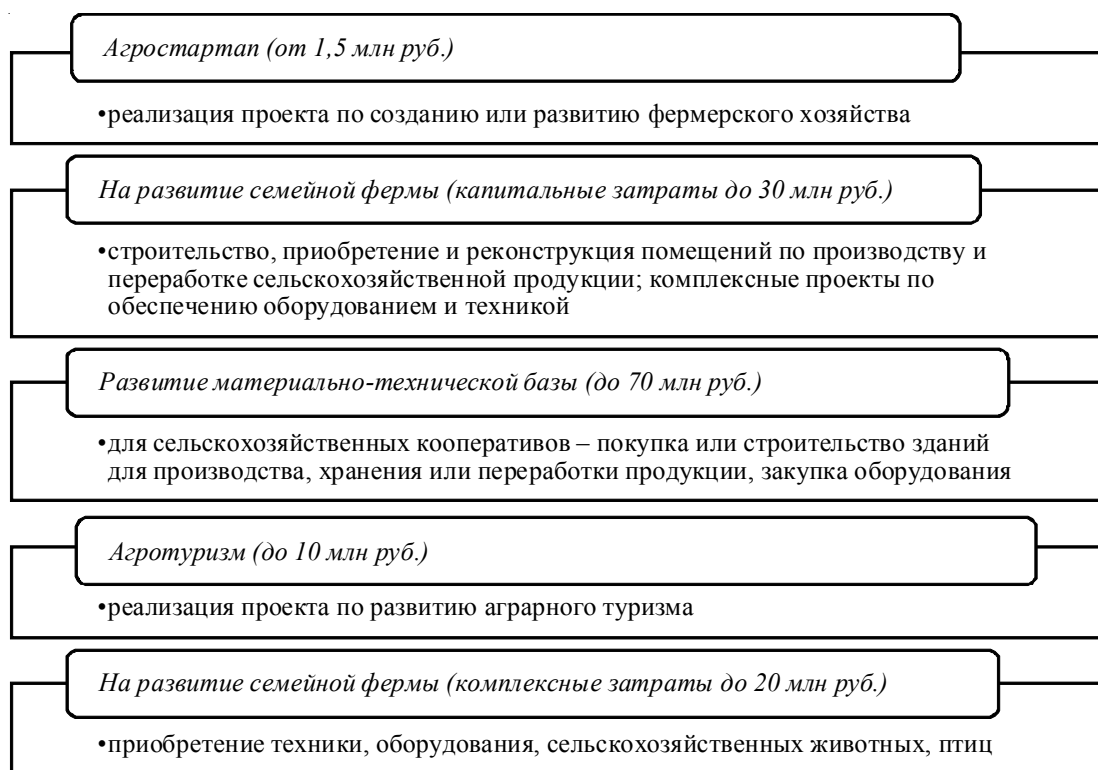 Агростартап (от 1,5 млн руб.)
•реализация проекта по созданию или развитию фермерского хозяйства
На развитие семейной фермы (капитальные затраты до 30 млн руб.)
•строительство, приобретение и реконструкция помещений по производству и
переработке сельскохозяйственной продукции; комплексные проекты по
обеспечению оборудованием и техникой
Развитие материально-технической базы (до 70 млн руб.)
•для сельскохозяйственных кооперативов – покупка или строительство зданий
для производства, хранения или переработки продукции, закупка оборудования
Агротуризм (до 10 млн руб.)
•реализация проекта по развитию аграрного туризма
На развитие семейной фермы (комплексные затраты до 20 млн руб.)
•приобретение техники, оборудования, сельскохозяйственных животных, птиц